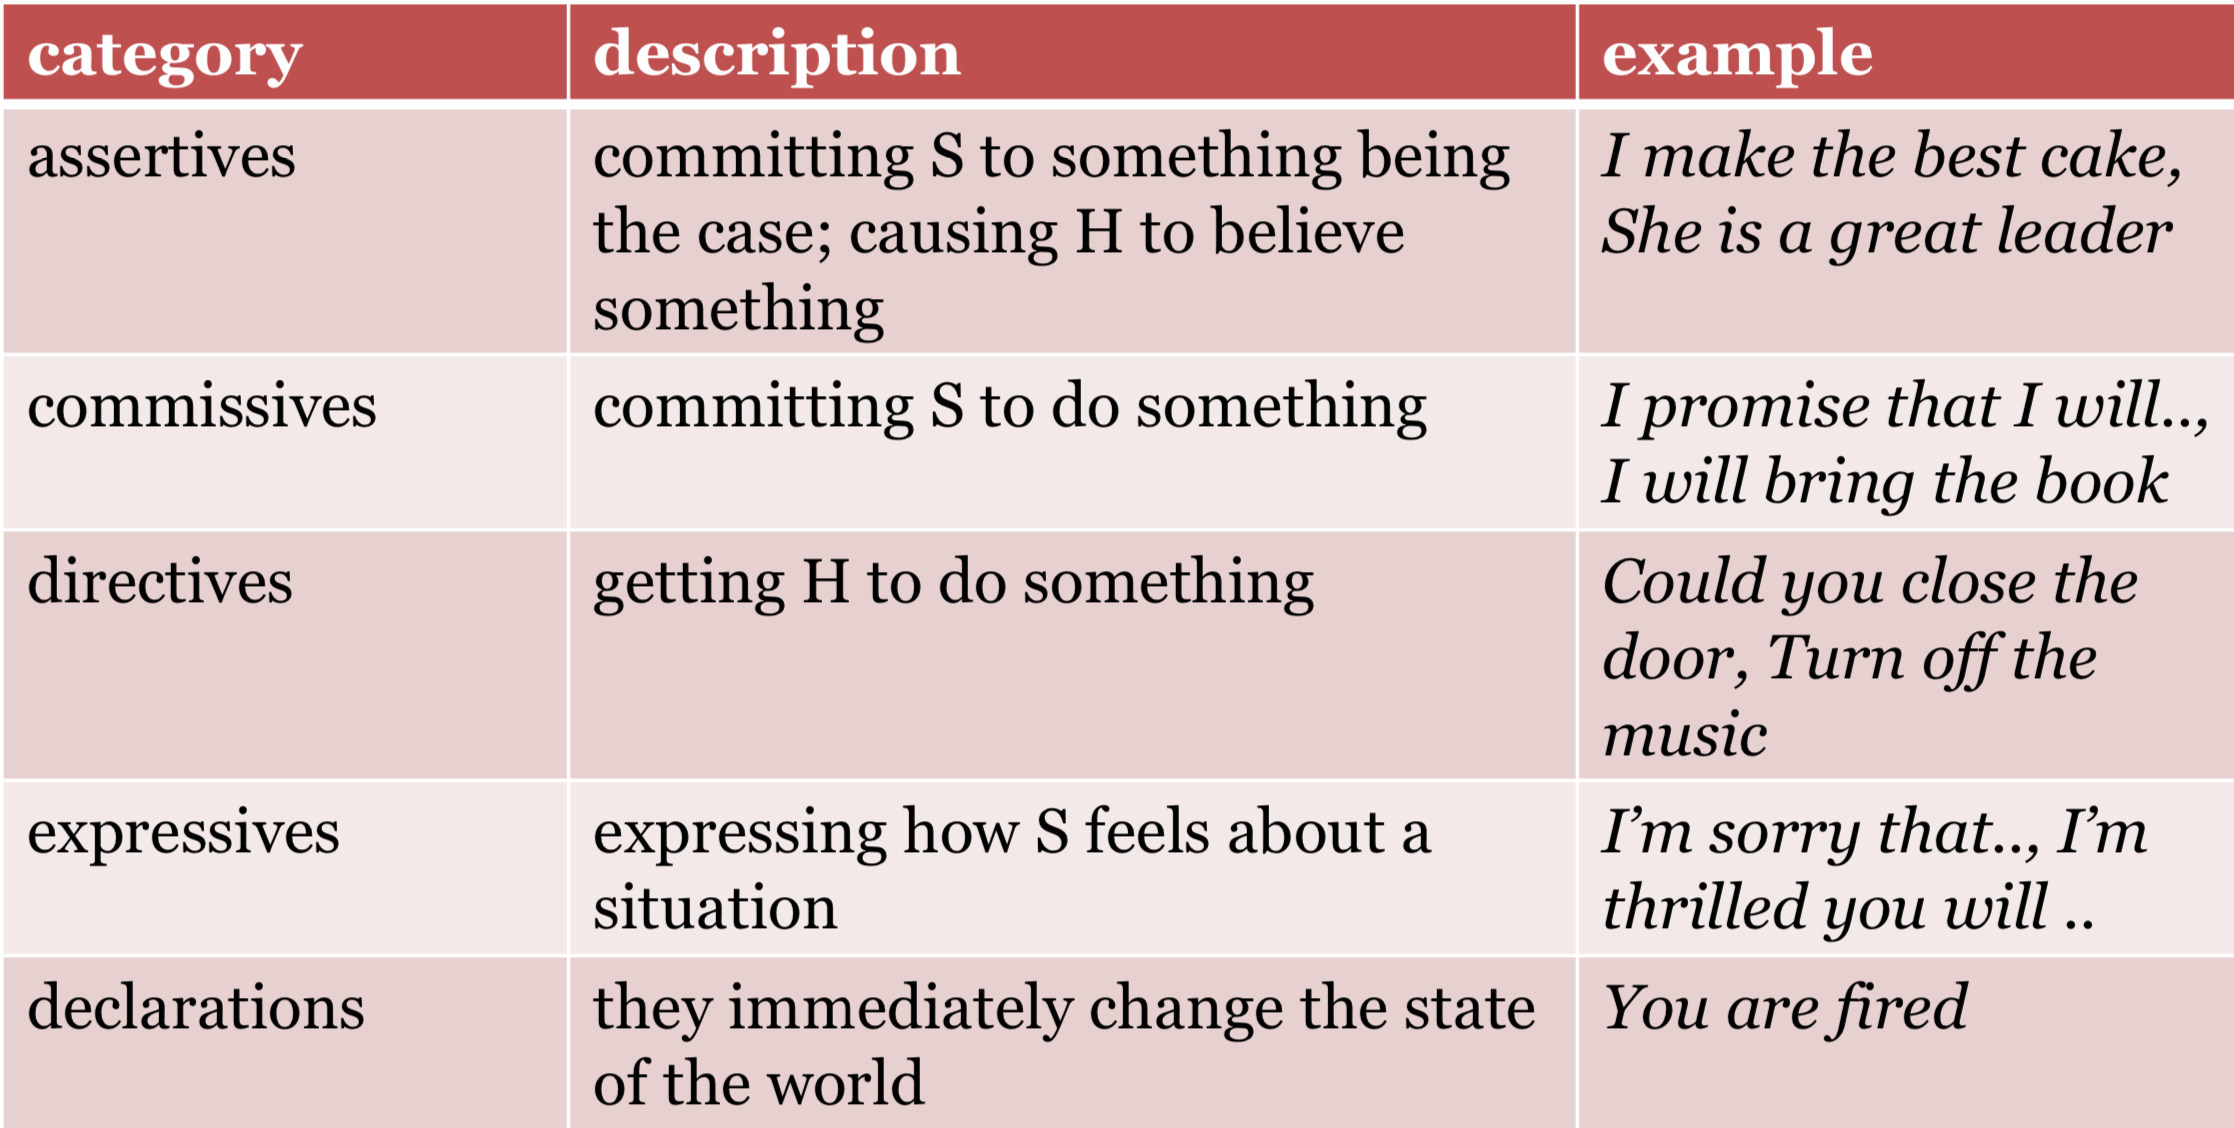 category
description
example
assertives
committing S to something being
the case; causing H to believe
something
I make the best cake,
She is a great leader
commissives
committing S to do something
I promise that I will..,
I will bring the book
directives
getting H to do something
Could you close the
door, Turn off the
music
expressives
expressing how S feels about a
situation
I’m sorry that.., I’m
thrilled you will ..
declarations
they immediately change the state
of the world
You are fired